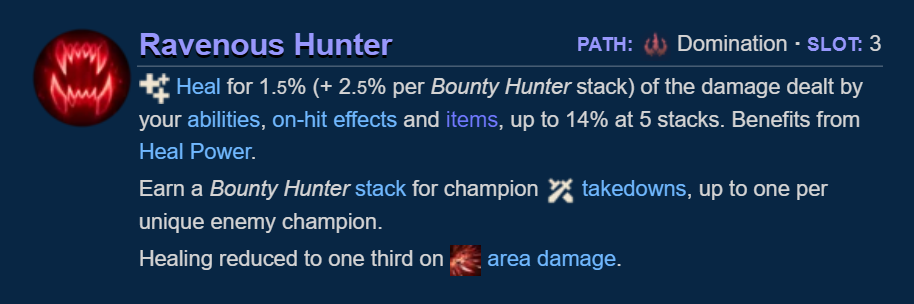 Ravenous Hunter PATH: Domination · SLOT: 3
Heal for 1.5% (+ 2.5% per Bounty Hunter stack) of the damage dealt by
your abilities, on-hit effects and items, up to 14% at 5 stacks. Benefits from
Heal Power.
Earn a Bounty Hunter stack for champion takedowns, up to one per
unique enemy champion.
Healing reduced to one third on area damage.